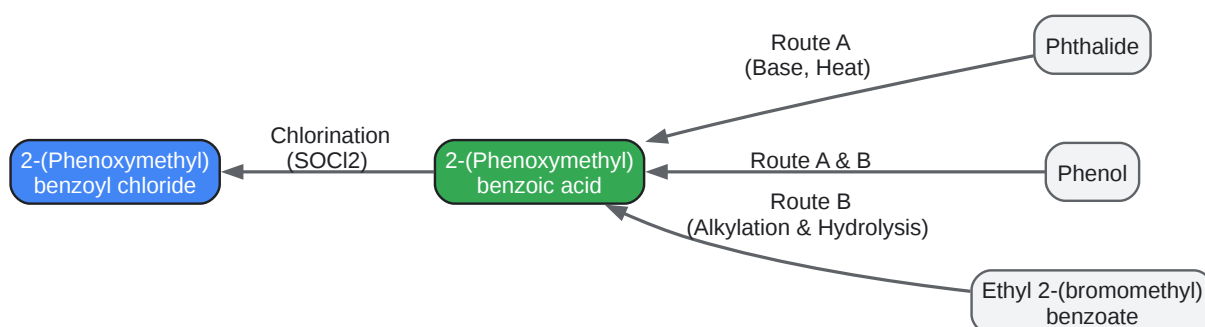 Route A
(Base, Heat)
Phthalide
2-(Phenoxymethyl)
benzoyl chloride
Chlorination
(SOCl2)
2-(Phenoxymethyl)
benzoic acid
Route A & B
Phenol
Route B
(Alkylation & Hydrolysis)
Ethyl 2-(bromomethyl)
benzoate